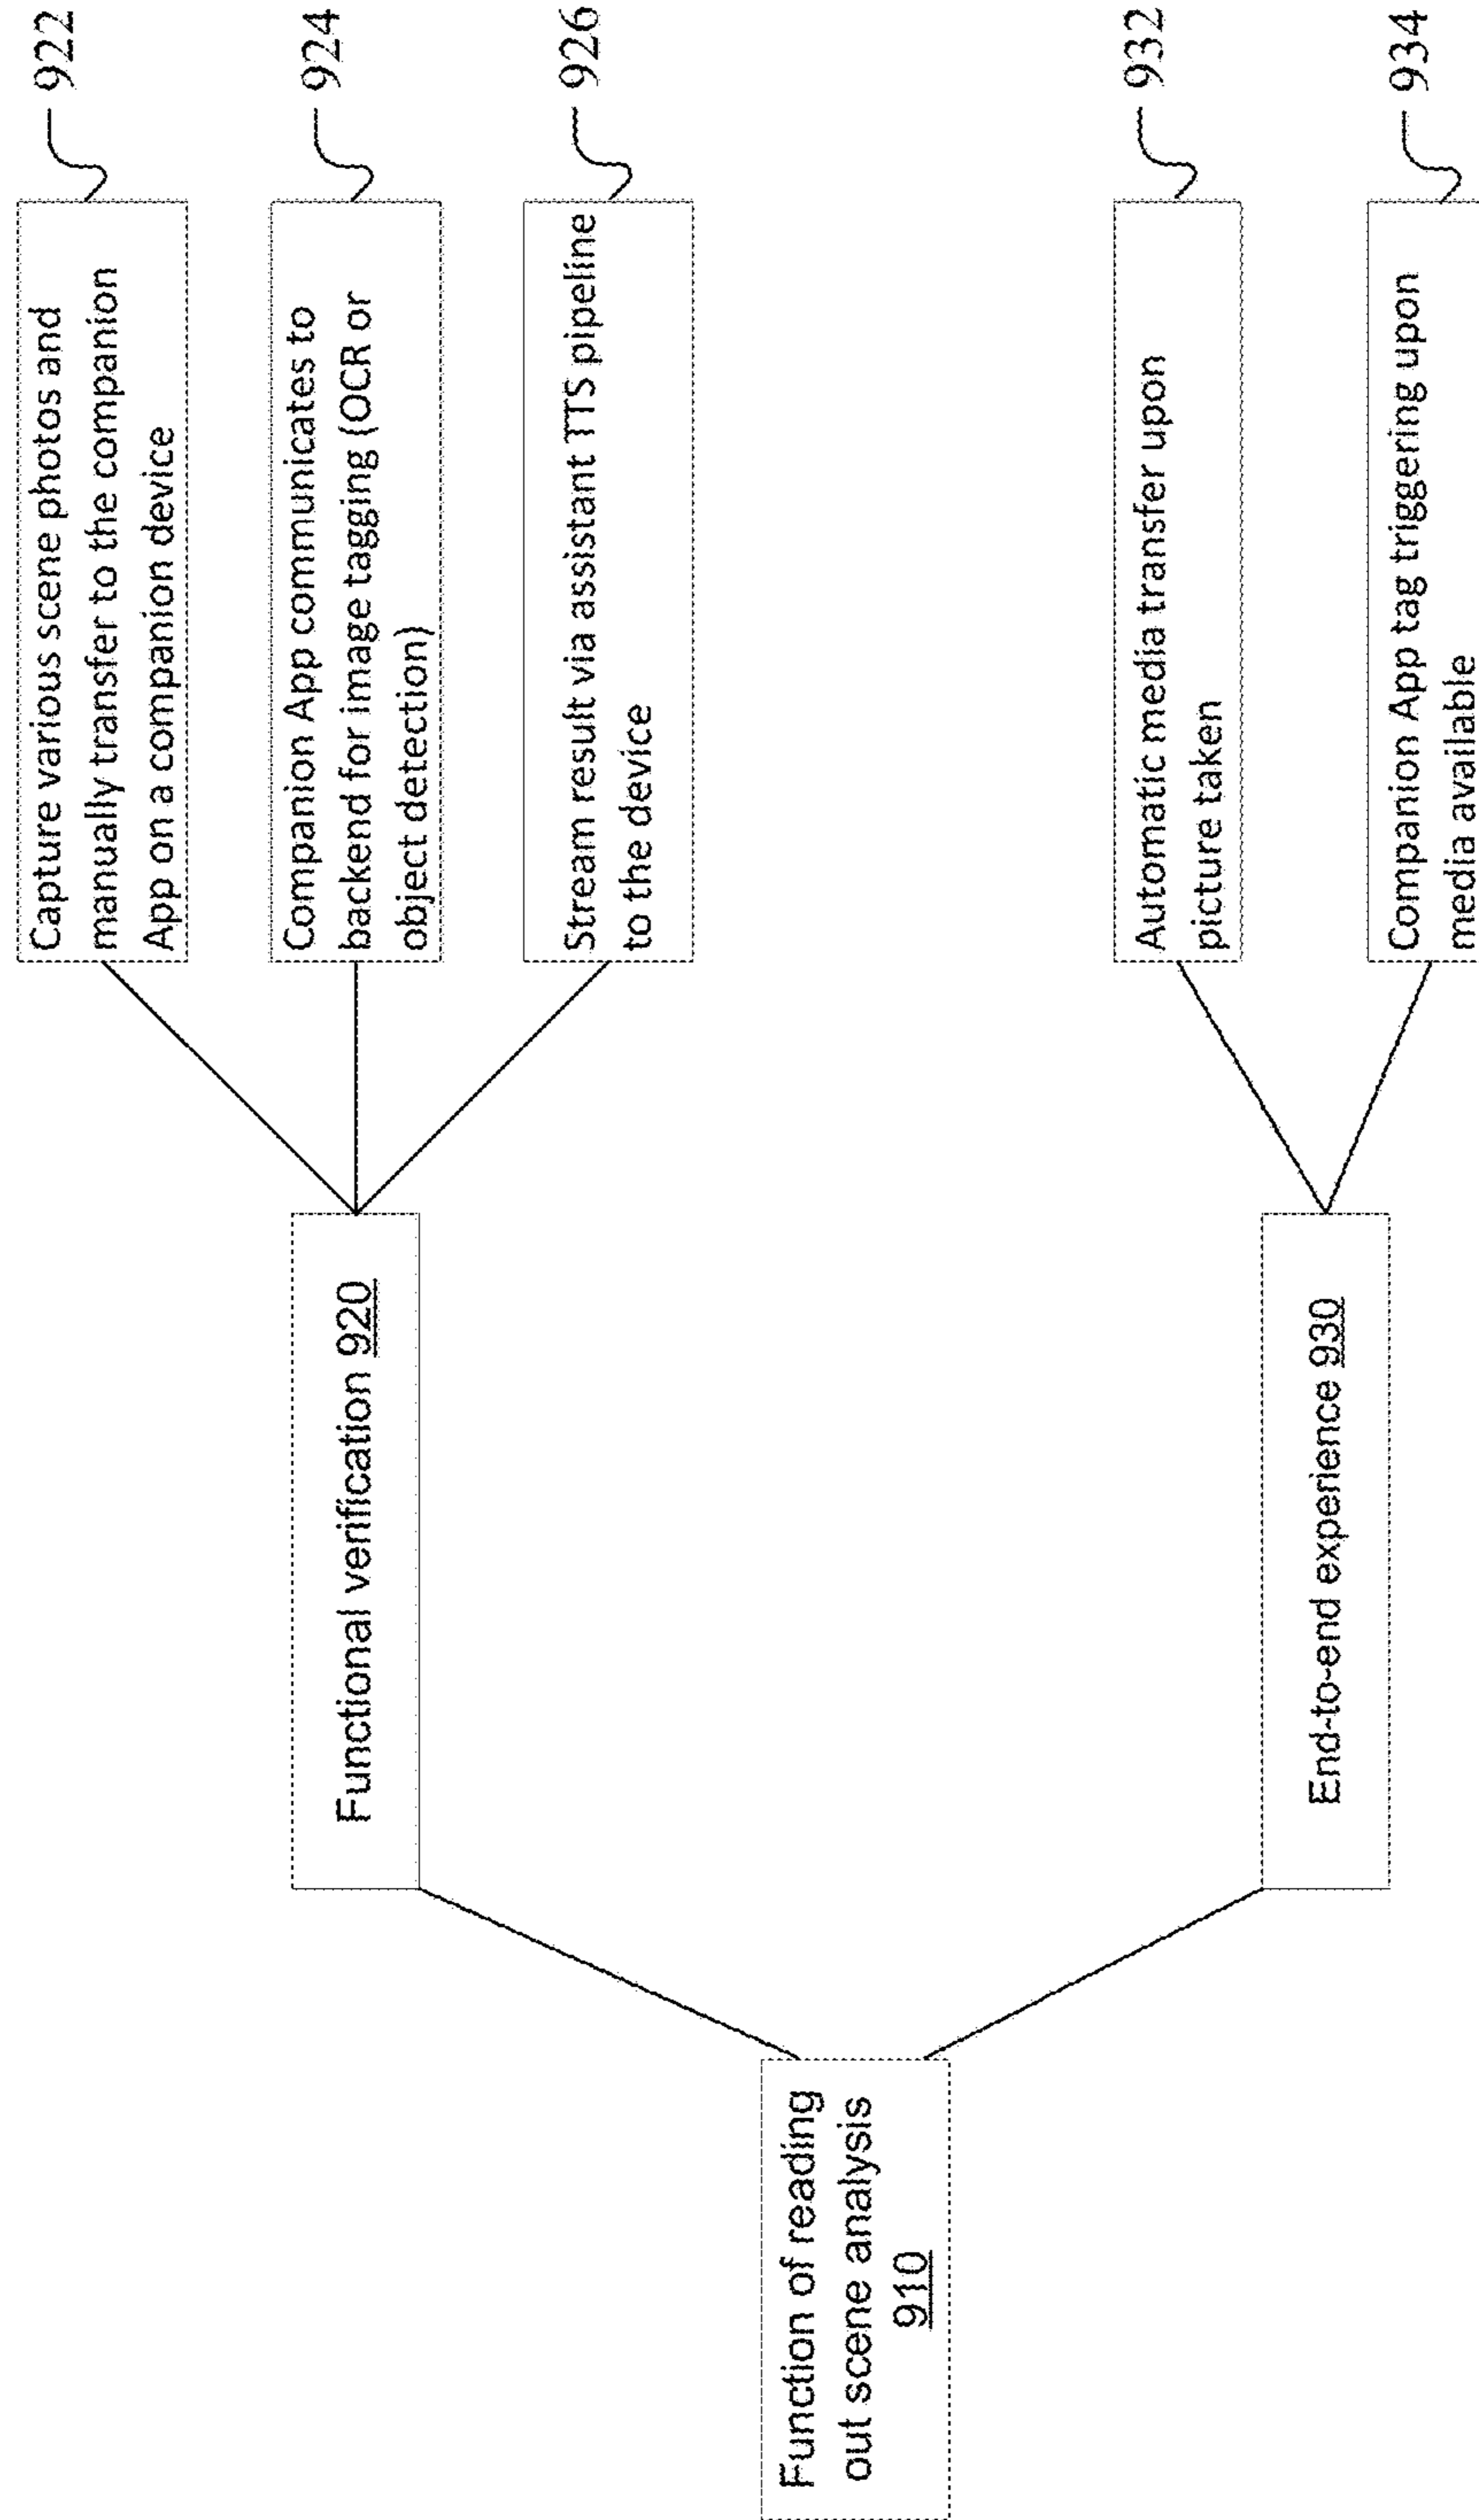 Function of reading
out scene analysis
910
Functional verification 920
Capture various scene photos and
manually transfer to the companion
App on a companion device
922
Companion App communicates to
backend for image tagging (OCR or
object detection)
924
Stream result via assistant TTS pipeline
to the device
926
End-to-end experience 930
Automatic media transfer upon
picture taken
932
Companion App tag triggering upon
media available
934